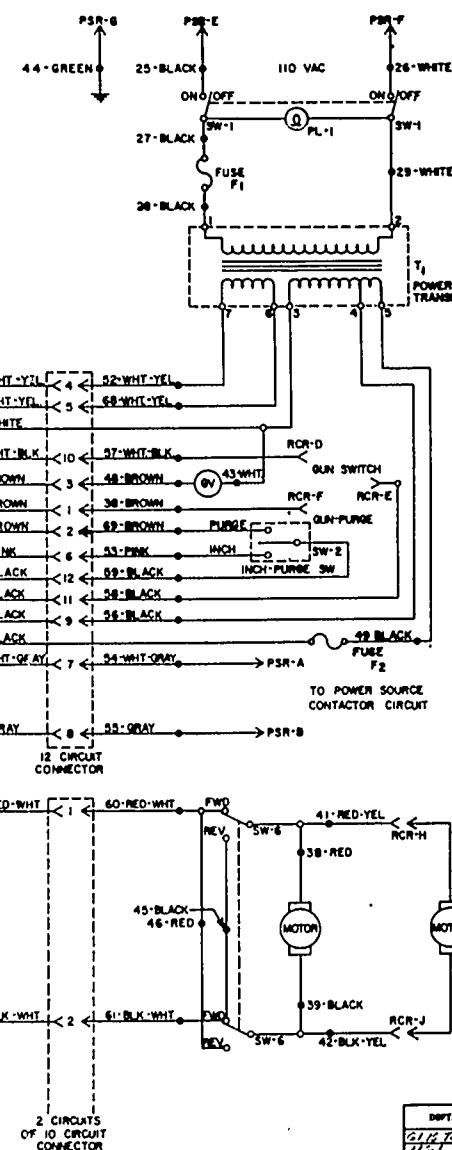 PSR-G PSR-E PSR-F
44-GREEN 25-BLACK 110 VAC 26-WHITE
ON/OFF ON/OFF
SW-1 PL-1 SW-1
27-BLACK
FUSE
F1
29-WHITE
28-BLACK
1 2
T1
POWER
7 6 3 4 5
4 52-WHT-YEL
5 68-WHT-YEL
10 57-WHT-BLK RCR-D
GUN SWITCH
3 48-BROWN GV 43-WHT RCR-E
1 36-BROWN RCR-F
GUN-PURGE
2 69-BROWN PURGE
6 53-PINK INCH SW-2
12 59-BLACK INCH-PURGE SW
11 58-BLACK
9 56-BLACK
49 BLACK
FUSE
F2
7 54-WHT-GRAY PSR-A
TO POWER SOURCE
CONTACTOR CIRCUIT
8 55-GRAY PSR-B
12 CIRCUIT
CONNECTOR
1 60-RED-WHT FWD 41-RED-YEL
REV SW-6 RCR-H
38-RED
45-BLACK
46-RED
MOTOR
39-BLACK
2 61-BLK-WHT FWD RCR-J
REV SW-6 42-BLK-YEL
2 CIRCUITS
OF 10 CIRCUIT
CONNECTOR
DEPT.